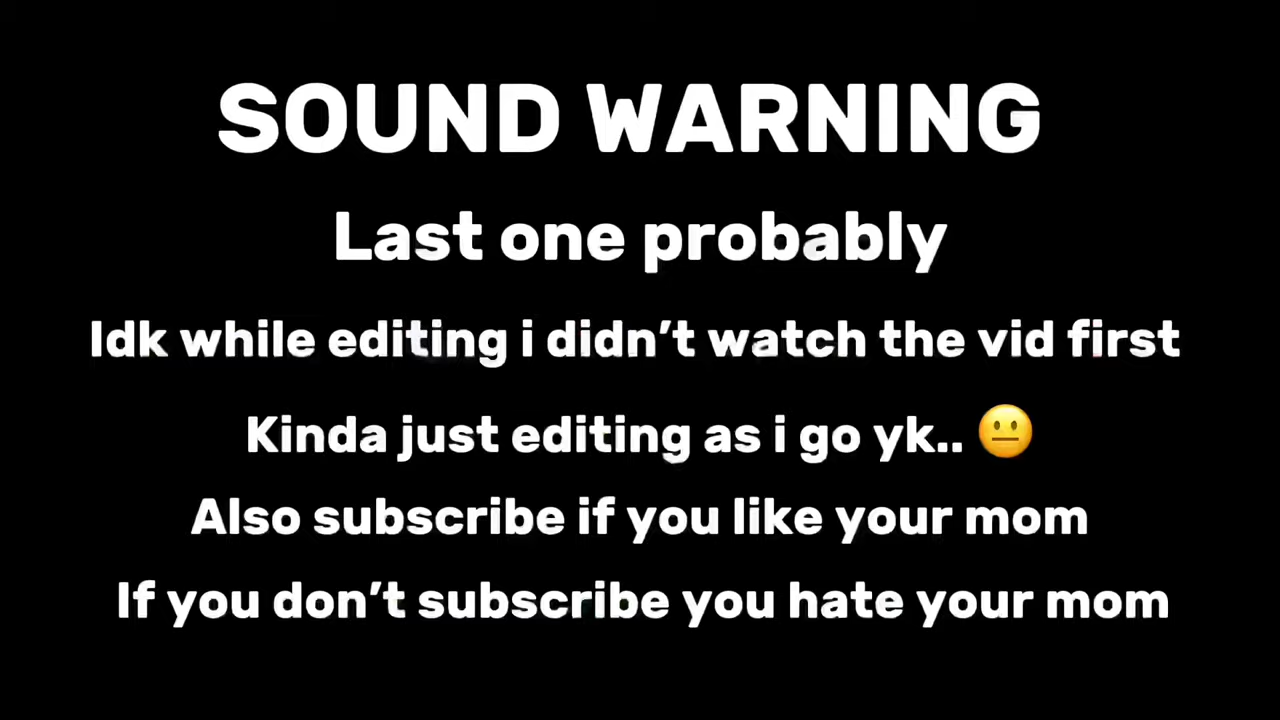 SOUND WARNING
Last one probably
Idk while editing i didn’t watch the vid first
Kinda just editing as i go yk.. 😐
Also subscribe if you like your mom
If you don’t subscribe you hate your mom